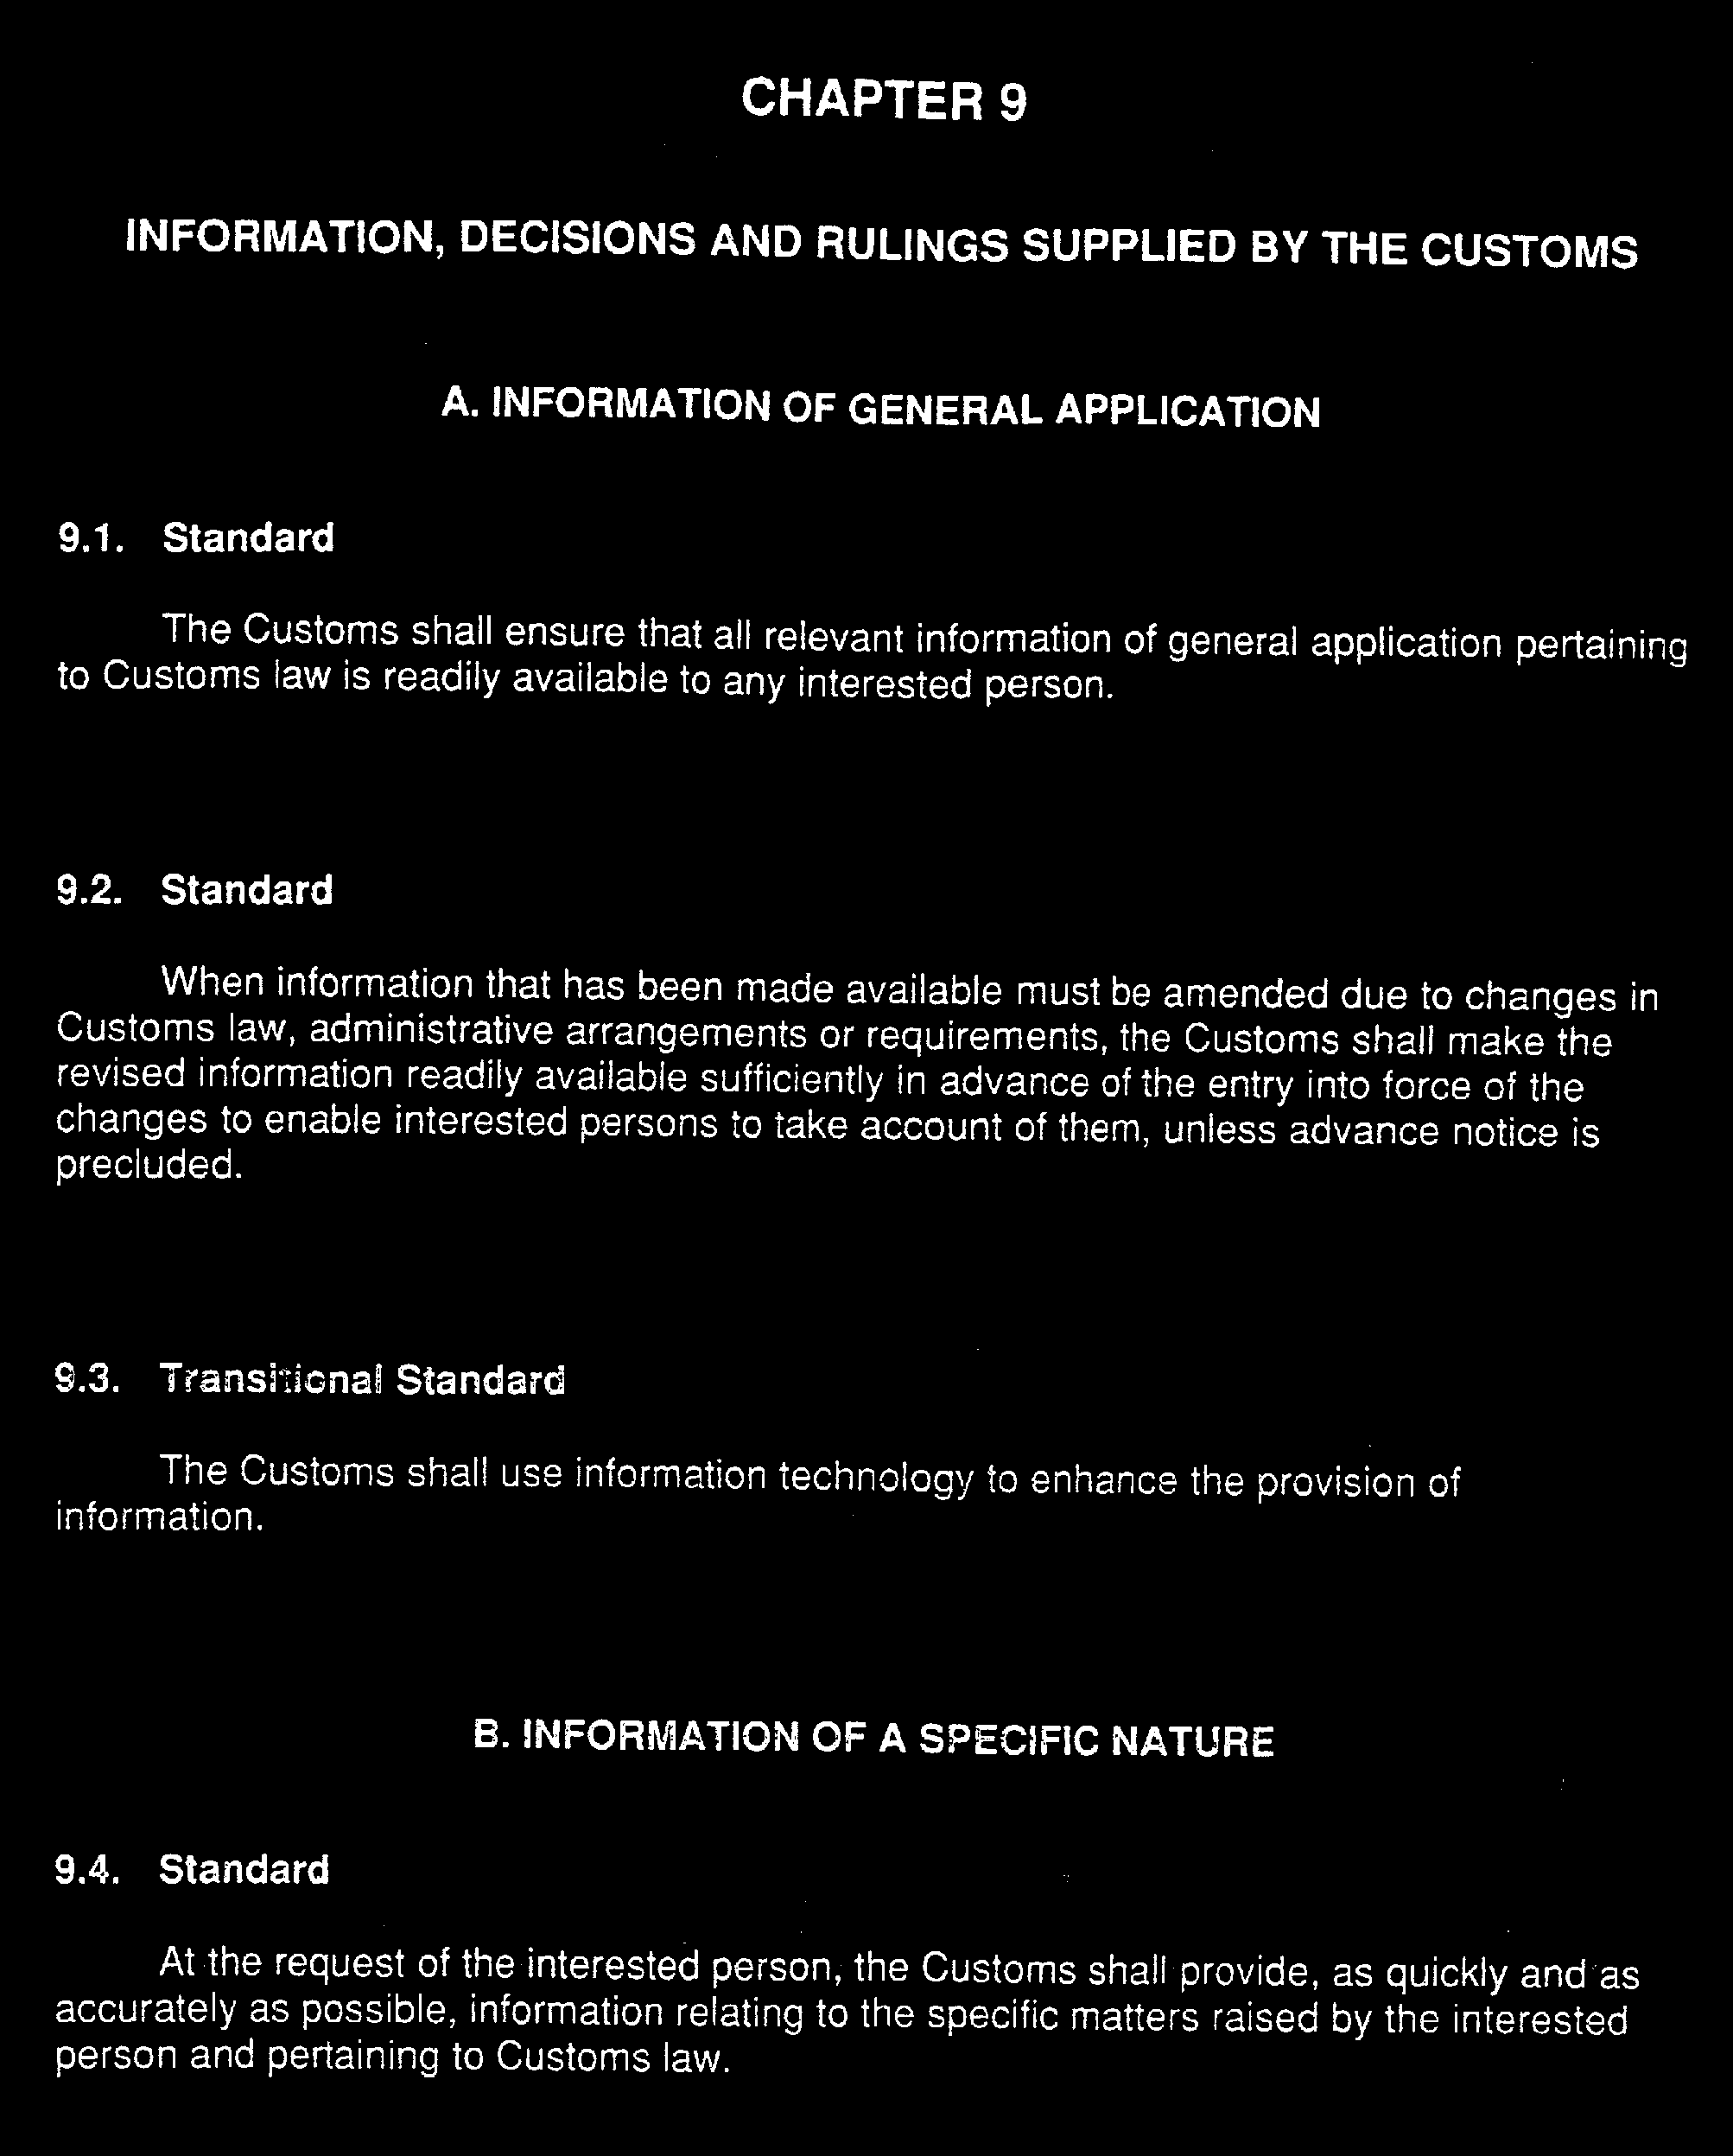 CHAPTER 9
INFORMATION, DECISIONS AND RULINGS SUPPLIED BY THE CUSTOMS
A. INFORMATION OF GENERAL APPLICATION
9.1. Standard
The Customs shall ensure that all relevant information of general application pertaining
to Customs law is readily available to any interested person.
9.2. Standard
When information that has been made available must be amended due to changes in
Customs law, administrative arrangements or requirements, the Customs shall make the
revised information readily available sufficiently in advance of the entry into force of the
changes to enable interested persons to take account of them, unless advance notice is
precluded.
9.3. Transitional Standard
The Customs shall use information technology to enhance the provision of
information.
B. INFORMATION OF A SPECIFIC NATURE
9.4. Standard
At the request of the interested person, the Customs shall provide, as quickly and as
accurately as possible, information relating to the specific matters raised by the interested
person and pertaining to Customs law.